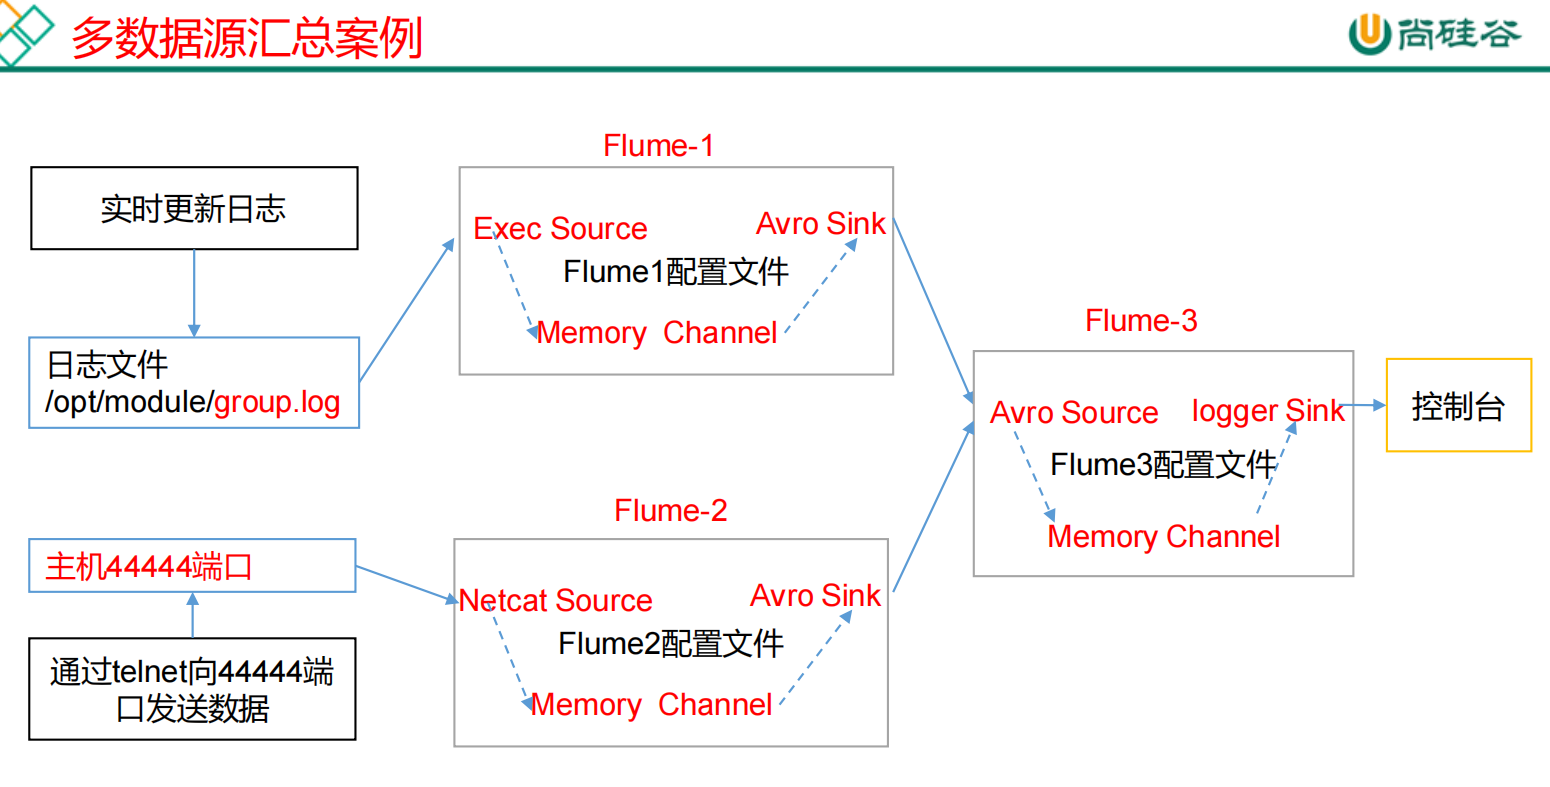 多数据源汇总案例
尚硅谷
Flume-1
实时更新日志
Exec Source
Avro Sink
Flume1配置文件
Memory Channel
日志文件
/opt/module/group.log
Flume-3
Avro Source
logger Sink
控制台
Flume3配置文件
Memory Channel
Flume-2
主机44444端口
Netcat Source
Avro Sink
Flume2配置文件
Memory Channel
通过telnet向44444端
口发送数据